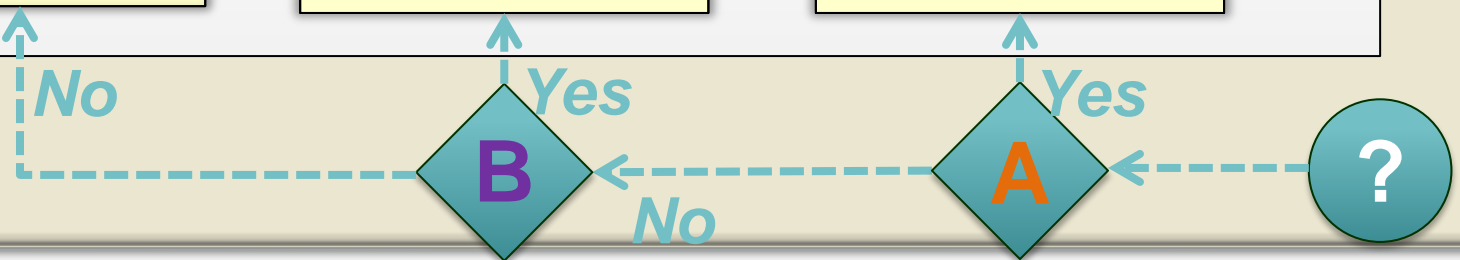 No
Yes
Yes
B
A
?
No